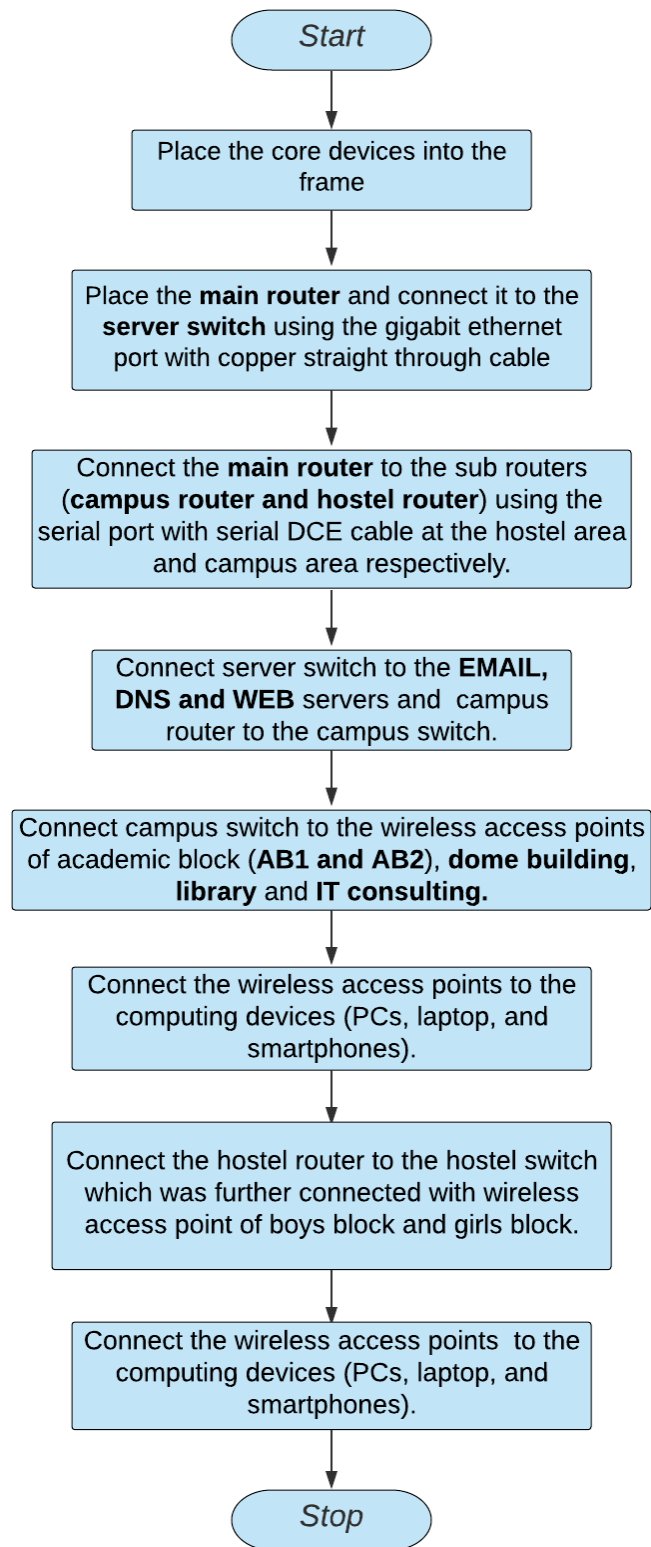 Start
Place the core devices into the
frame
Place the main router and connect it to the
server switch using the gigabit ethernet
port with copper straight through cable
Connect the main router to the sub routers
(campus router and hostel router) using the
serial port with serial DCE cable at the hostel area
and campus area respectively.
Connect server switch to the EMAIL,
DNS and WEB servers and campus
router to the campus switch.
Connect campus switch to the wireless access points
of academic block (AB1 and AB2), dome building,
library and IT consulting.
Connect the wireless access points to the
computing devices (PCs, laptop, and
smartphones).
Connect the hostel router to the hostel switch
which was further connected with wireless
access point of boys block and girls block.
Connect the wireless access points to the
computing devices (PCs, laptop, and
smartphones).
Stop